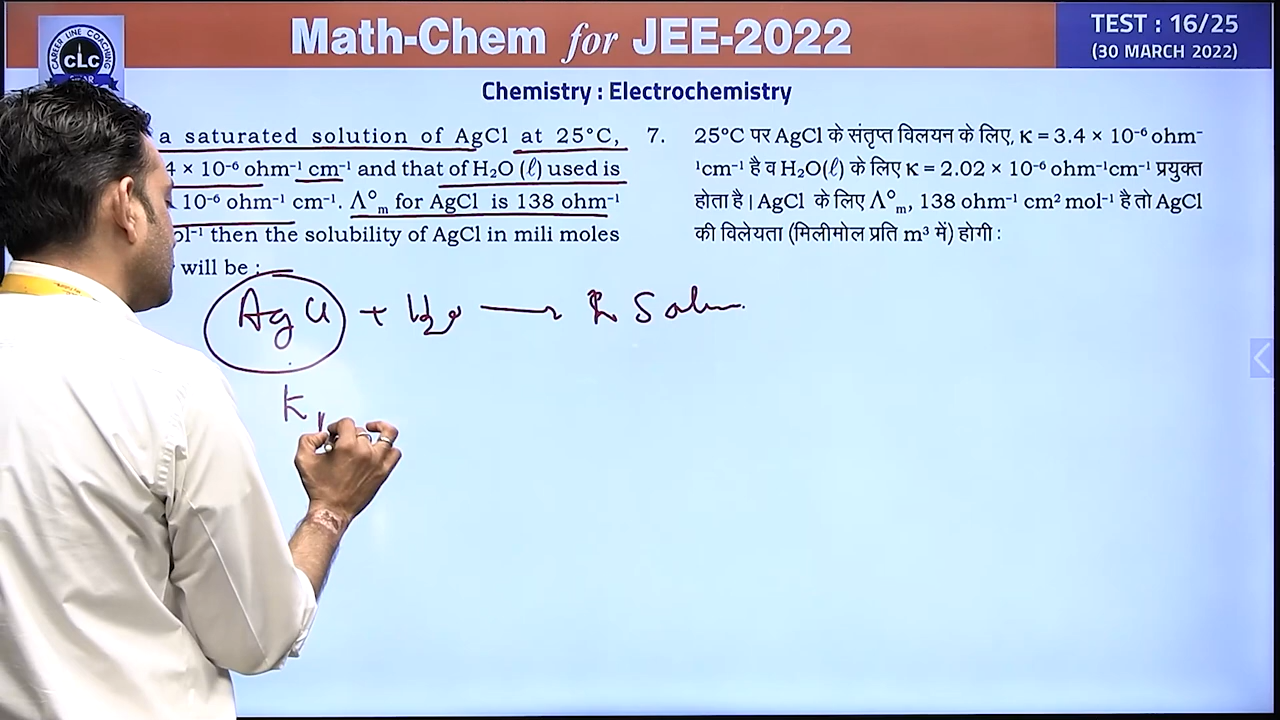 Math-Chem for JEE-2022
TEST : 16/25
(30 MARCH 2022)
CAREER LINE COACHING
CLC
Chemistry : Electrochemistry
a saturated solution of AgCl at 25°C,
4 × 10⁻⁶ ohm⁻¹ cm⁻¹ and that of H₂O (ℓ) used is
10⁻⁶ ohm⁻¹ cm⁻¹. Λ°ₘ for AgCl is 138 ohm⁻¹
then the solubility of AgCl in mili moles
will be :
7. 25°C पर AgCl के संतृप्त विलयन के लिए, κ = 3.4 × 10⁻⁶ ohm⁻
¹cm⁻¹ है व H₂O(ℓ) के लिए κ = 2.02 × 10⁻⁶ ohm⁻¹cm⁻¹ प्रयुक्त
होता है। AgCl के लिए Λ°ₘ, 138 ohm⁻¹ cm² mol⁻¹ है तो AgCl
की विलेयता (मिलीमोल प्रति m³ में) होगी :
AgCl + H₂O → Soln.
K